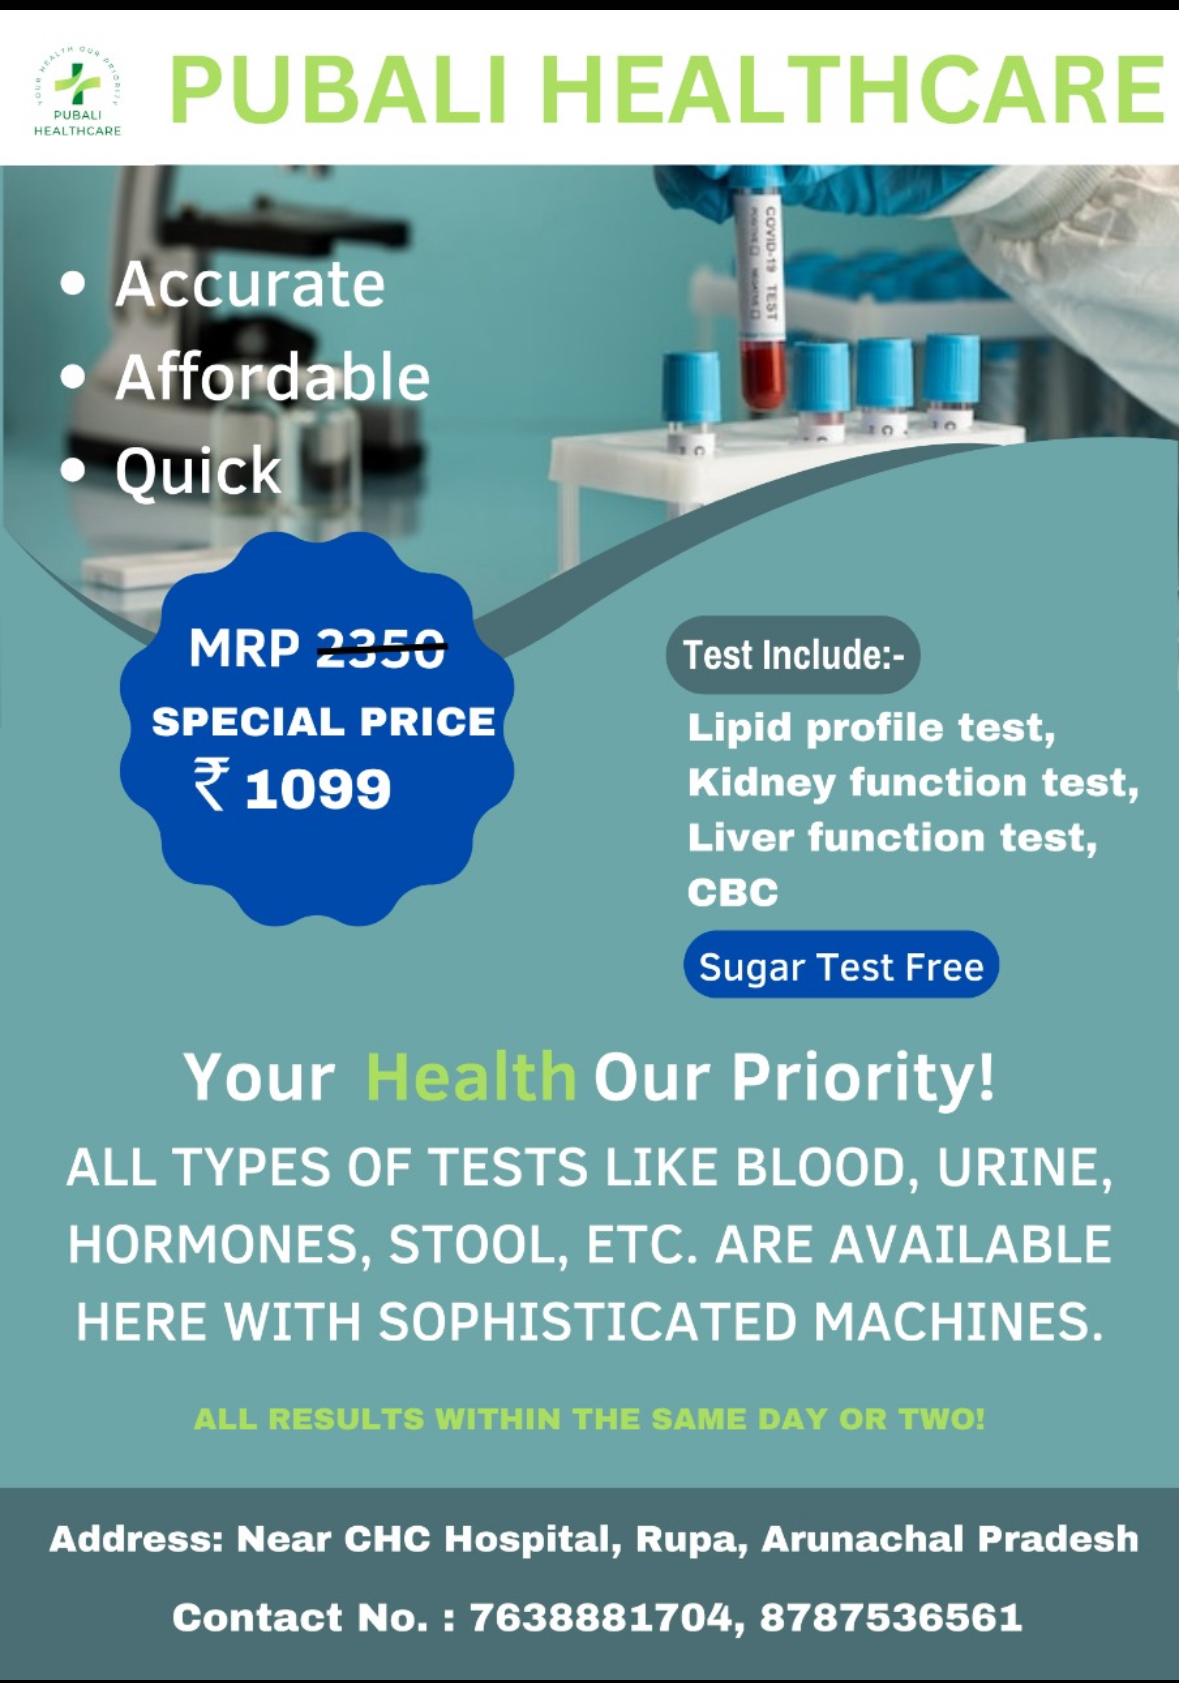 YOUR HEALTH OUR PRIORITY
PUBALI
HEALTHCARE
PUBALI HEALTHCARE
• Accurate
• Affordable
• Quick
COVID-19 TEST
POSITIVE NEGATIVE
MRP 2350
SPECIAL PRICE
₹ 1099
Test Include:-
Lipid profile test,
Kidney function test,
Liver function test,
CBC
Sugar Test Free
Your Health Our Priority!
ALL TYPES OF TESTS LIKE BLOOD, URINE,
HORMONES, STOOL, ETC. ARE AVAILABLE
HERE WITH SOPHISTICATED MACHINES.
ALL RESULTS WITHIN THE SAME DAY OR TWO!
Address: Near CHC Hospital, Rupa, Arunachal Pradesh
Contact No. : 7638881704, 8787536561